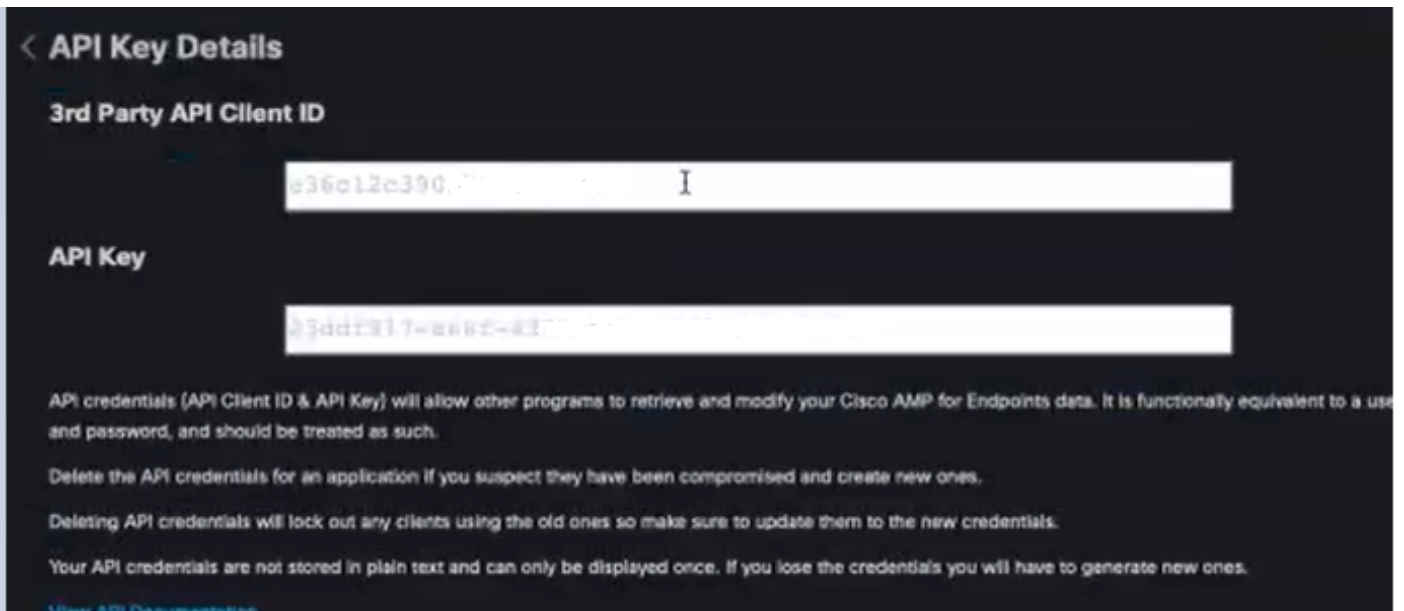 API Key Details
3rd Party API Client ID
e36c12c390
API Key
API credentials (API Client ID & API Key) will allow other programs to retrieve and modify your Cisco AMP for Endpoints data. It is functionally equivalent to a use
and password, and should be treated as such.
Delete the API credentials for an application if you suspect they have been compromised and create new ones.
Deleting API credentials will lock out any clients using the old ones so make sure to update them to the new credentials.
Your API credentials are not stored in plain text and can only be displayed once. If you lose the credentials you will have to generate new ones.
View API Documentation